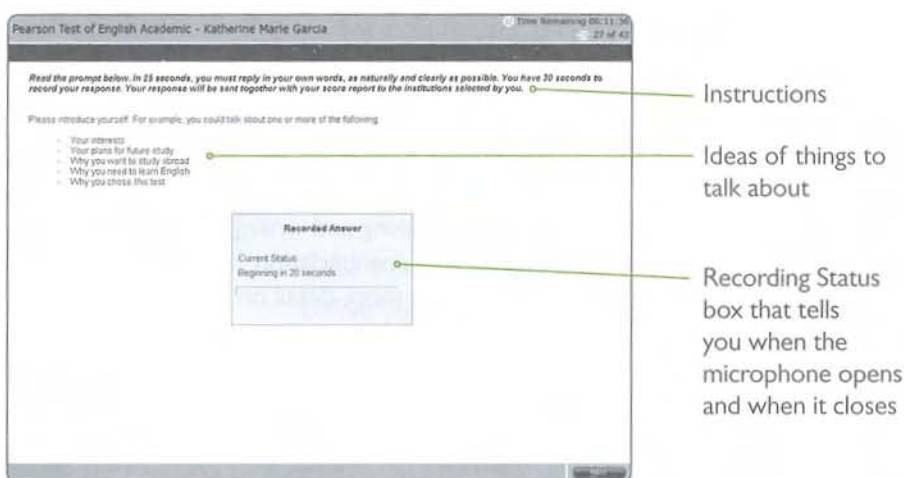 Pearson Test of English Academic - Katherine Marie Garcia
Time Remaining 00:11:36
27 of 43
Read the prompt below. In 25 seconds, you must reply in your own words, as naturally and clearly as possible. You have 30 seconds to
record your response. Your response will be sent together with your score report to the institutions selected by you.
Please introduce yourself. For example, you could talk about one or more of the following:
- Your interests
- Your plans for future study
- Why you want to study abroad
- Why you need to learn English
- Why you chose this test
Recorded Answer
Current Status:
Beginning in 20 seconds.
Instructions
Ideas of things to
talk about
Recording Status
box that tells
you when the
microphone opens
and when it closes